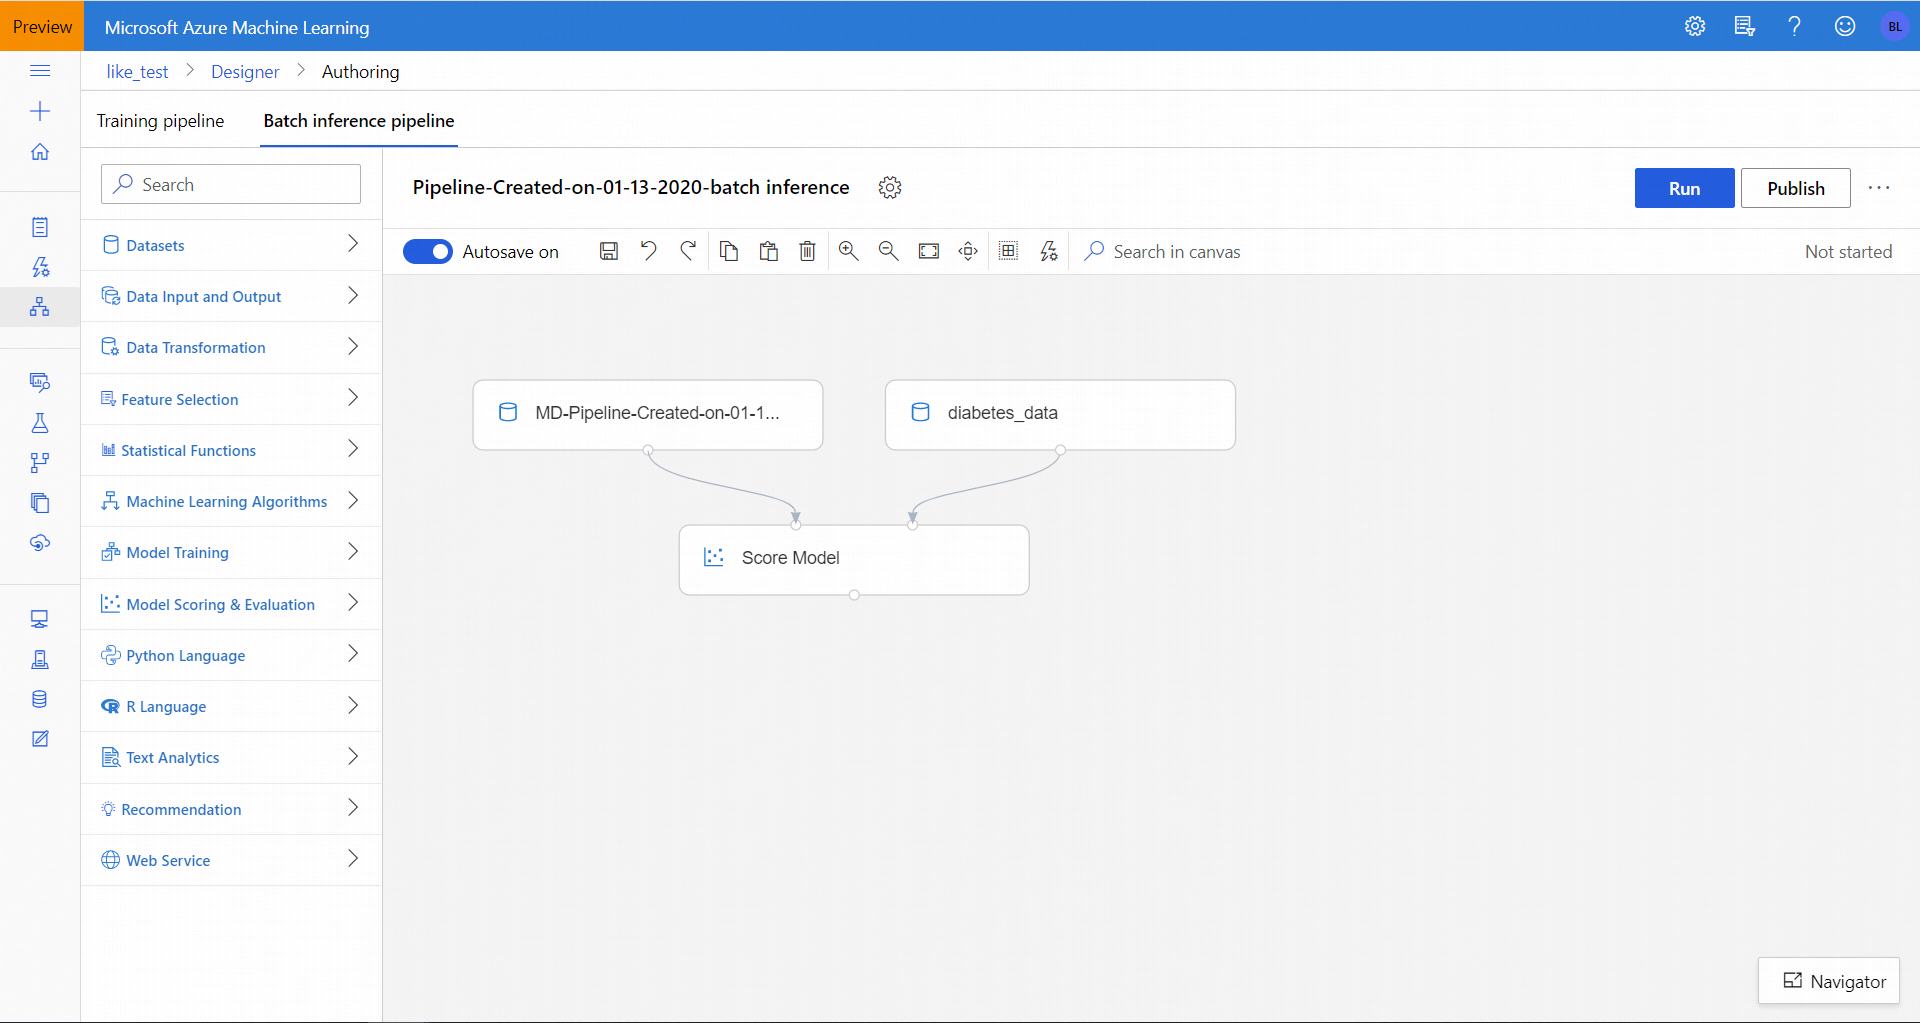 Preview
Microsoft Azure Machine Learning
BL
like_test > Designer > Authoring
Training pipeline
Batch inference pipeline
Search
Pipeline-Created-on-01-13-2020-batch inference
Run
Publish
Autosave on
Search in canvas
Not started
Datasets
Data Input and Output
Data Transformation
Feature Selection
Statistical Functions
Machine Learning Algorithms
Model Training
Model Scoring & Evaluation
Python Language
R Language
Text Analytics
Recommendation
Web Service
MD-Pipeline-Created-on-01-1...
diabetes_data
Score Model
Navigator